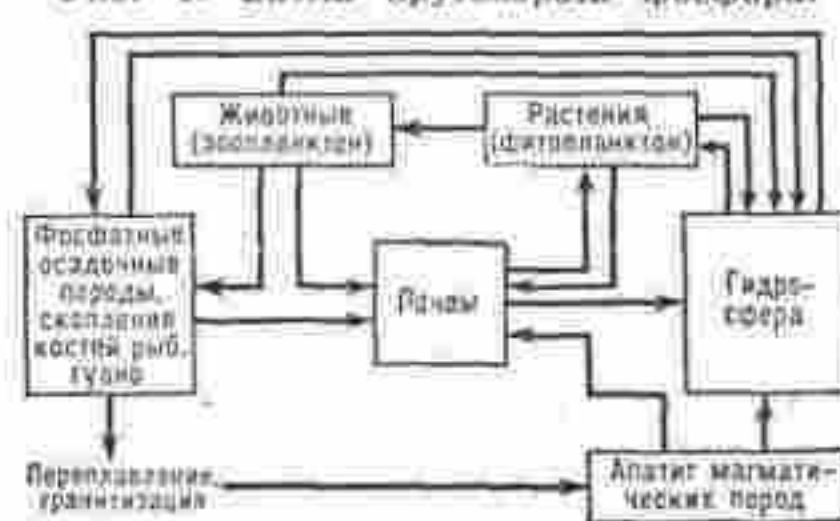 Животные
(зоопланктон)
Растения
(фитопланктон)
Фосфатные
осадочные
породы,
скопления
костей рыб,
гуано
Почвы
Гидро-
сфера
Переплавление,
гранитизация
Апатит магмати-
ческих пород